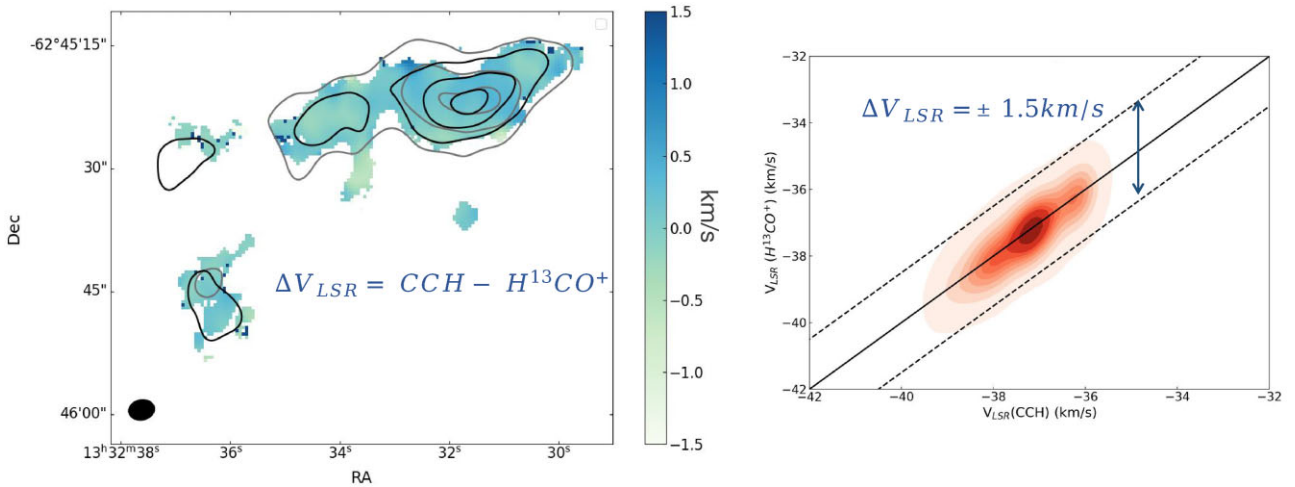 -62°45'15"
30"
45"
46'00"
Dec
13ʰ32ᵐ38ˢ
36ˢ
34ˢ
32ˢ
30ˢ
RA
ΔV_LSR = CCH − H¹³CO⁺
1.5
1.0
0.5
0.0
−0.5
−1.0
−1.5
km/s
ΔV_LSR = ± 1.5km/s
−32
−34
−36
−38
−40
−42
V_LSR (H¹³CO⁺) (km/s)
−42
−40
−38
−36
−34
−32
V_LSR(CCH) (km/s)